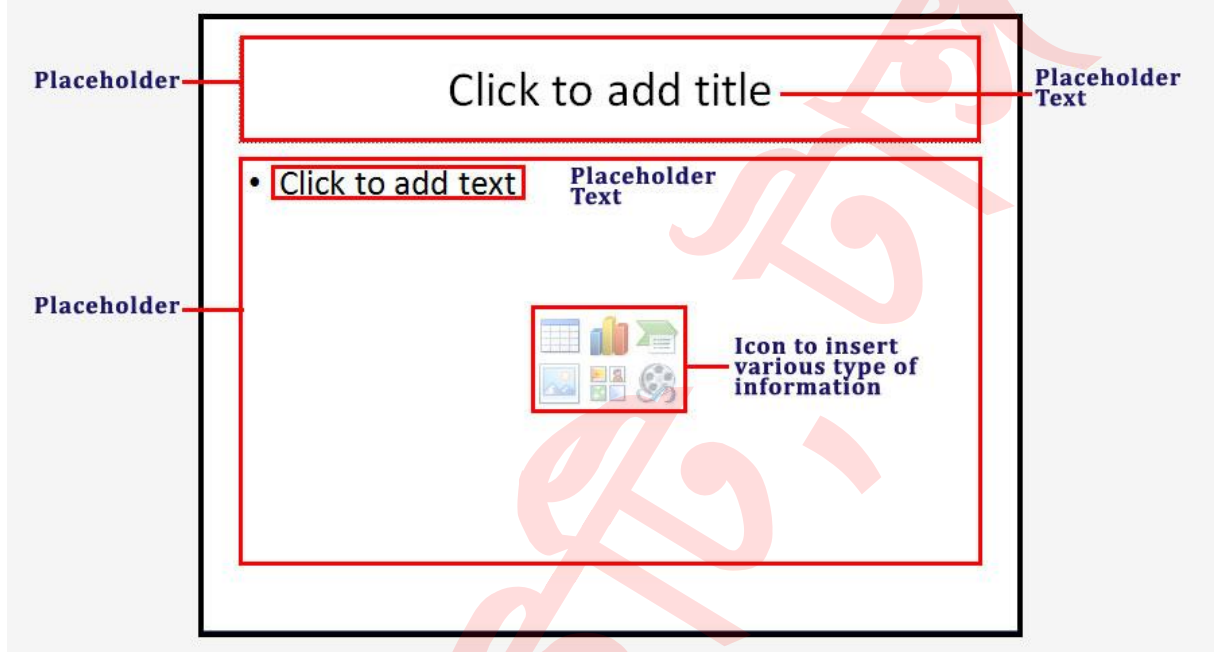 Placeholder
Click to add title
Placeholder
Text
• Click to add text
Placeholder
Text
Placeholder
Icon to insert
various type of
information